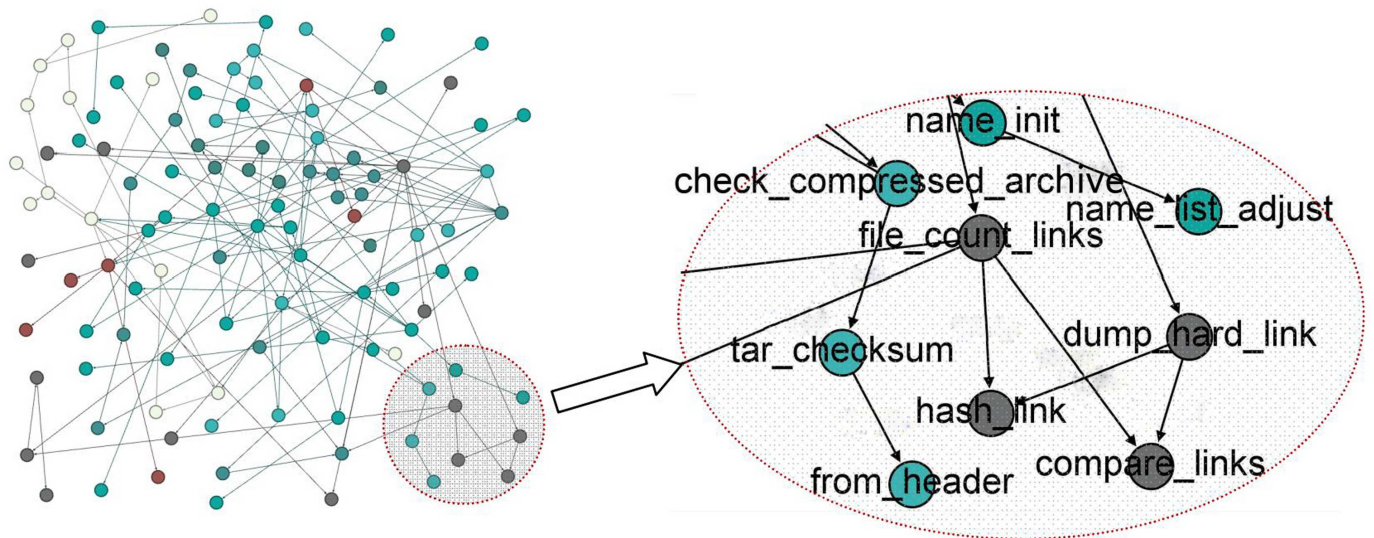 name_init
check_compressed_archive
name_list_adjust
file_count_links
tar_checksum
dump_hard_link
hash_link
compare_links
from_header